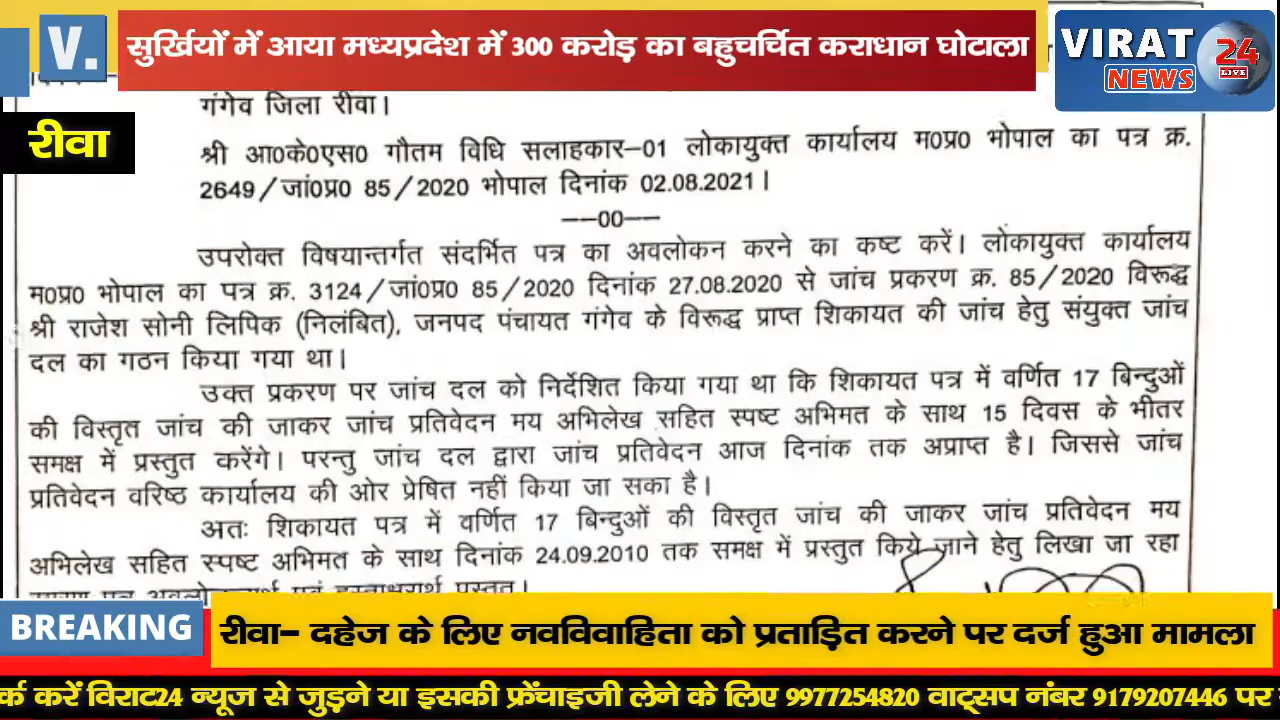 V.
सुर्खियों में आया मध्यप्रदेश में 300 करोड़ का बहुचर्चित कराधान घोटाला
VIRAT
24
NEWS
LIVE
रीवा
गंगेव जिला रीवा।
श्री आ0के0एस0 गौतम विधि सलाहकार–01 लोकायुक्त कार्यालय म0प्र0 भोपाल का पत्र क्र.
2649/जां0प्र0 85/2020 भोपाल दिनांक 02.08.2021।
––00––
उपरोक्त विषयान्तर्गत संदर्भित पत्र का अवलोकन करने का कष्ट करें। लोकायुक्त कार्यालय
म0प्र0 भोपाल का पत्र क्र. 3124/जां0प्र0 85/2020 दिनांक 27.08.2020 से जांच प्रकरण क्र. 85/2020 विरूद्ध
श्री राजेश सोनी लिपिक (निलंबित), जनपद पंचायत गंगेव के विरूद्ध प्राप्त शिकायत की जांच हेतु संयुक्त जांच
दल का गठन किया गया था।
उक्त प्रकरण पर जांच दल को निर्देशित किया गया था कि शिकायत पत्र में वर्णित 17 बिन्दुओं
की विस्तृत जांच की जाकर जांच प्रतिवेदन मय अभिलेख सहित स्पष्ट अभिमत के साथ 15 दिवस के भीतर
समक्ष में प्रस्तुत करेंगे। परन्तु जांच दल द्वारा जांच प्रतिवेदन आज दिनांक तक अप्राप्त है। जिससे जांच
प्रतिवेदन वरिष्ठ कार्यालय की ओर प्रेषित नहीं किया जा सका है।
अतः शिकायत पत्र में वर्णित 17 बिन्दुओं की विस्तृत जांच की जाकर जांच प्रतिवेदन मय
अभिलेख सहित स्पष्ट अभिमत के साथ दिनांक 24.09.2010 तक समक्ष में प्रस्तुत किये जाने हेतु लिखा जा रहा
BREAKING
रीवा– दहेज के लिए नवविवाहिता को प्रताड़ित करने पर दर्ज हुआ मामला
र्क करें विराट24 न्यूज से जुड़ने या इसकी फ्रेंचाइजी लेने के लिए 9977254820 वाट्सप नंबर 9179207446 पर